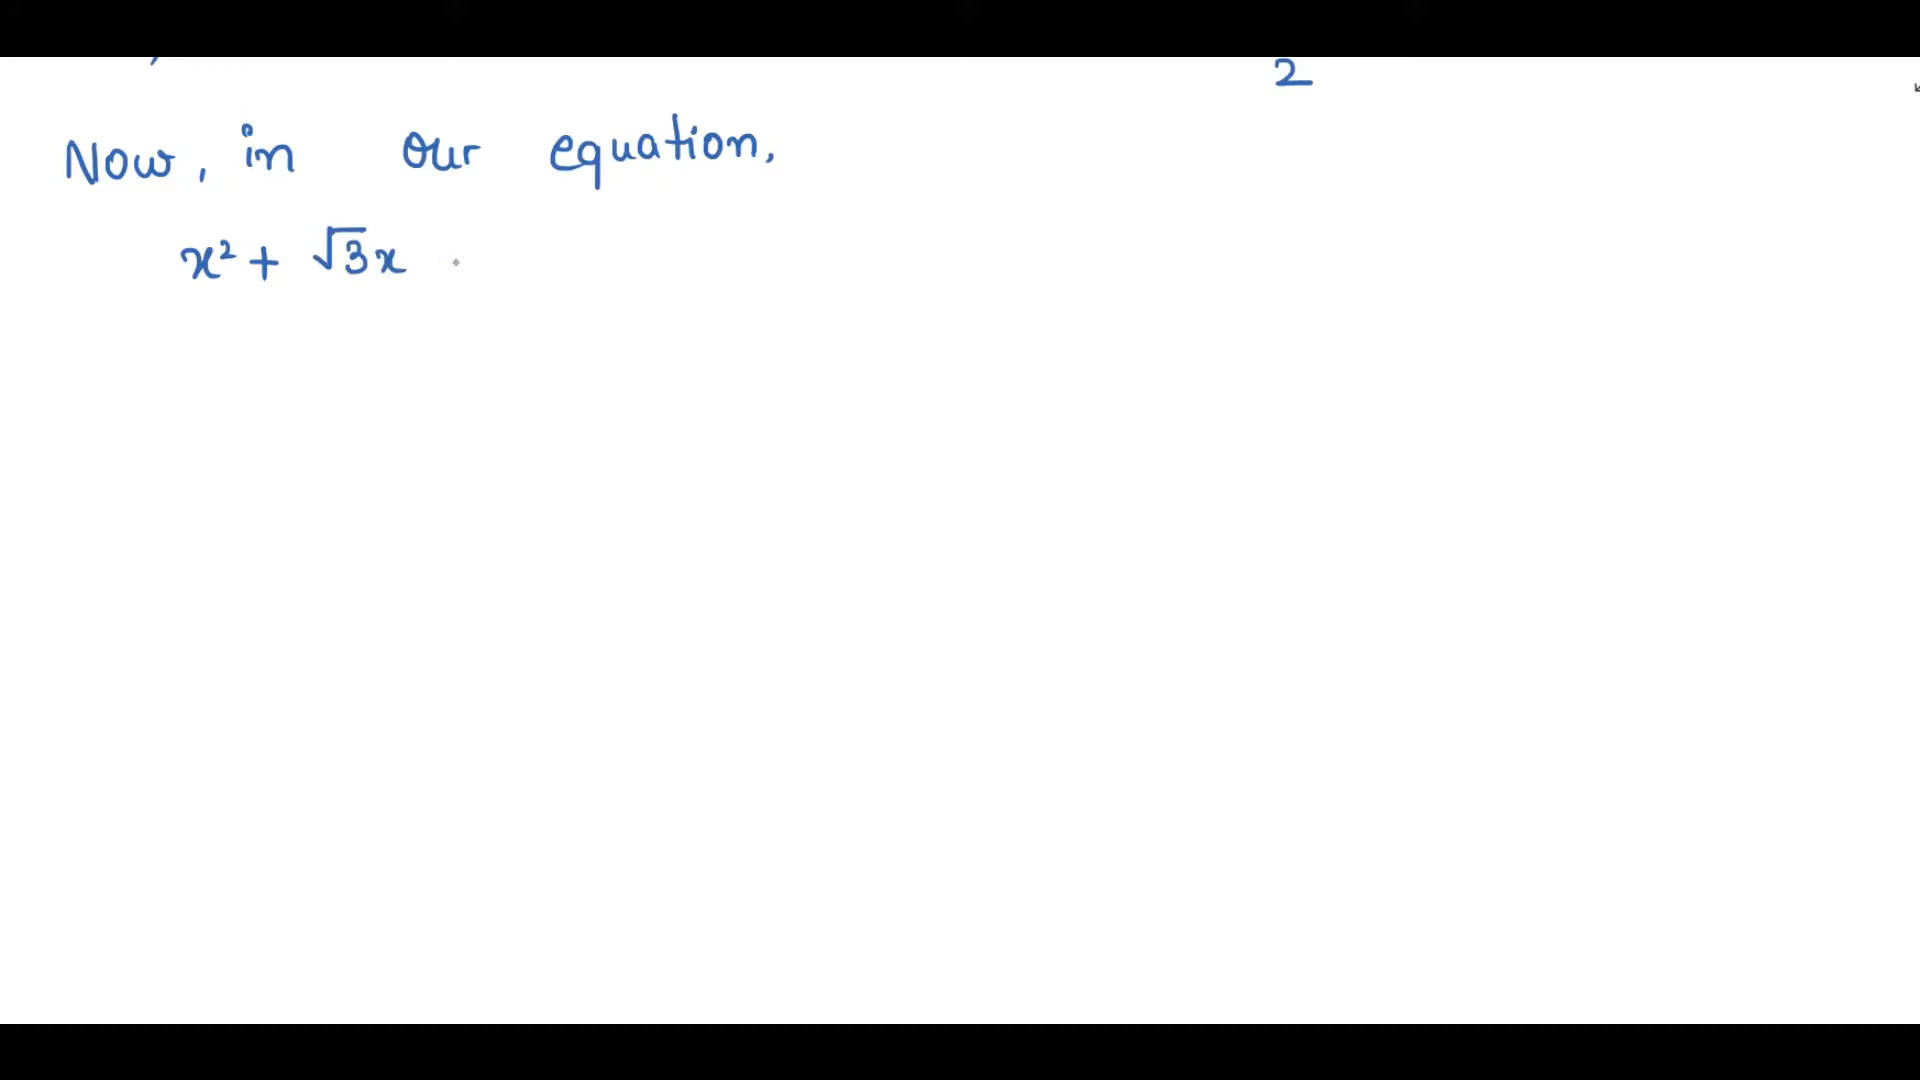 2
Now, in our equation,
x² + √3x